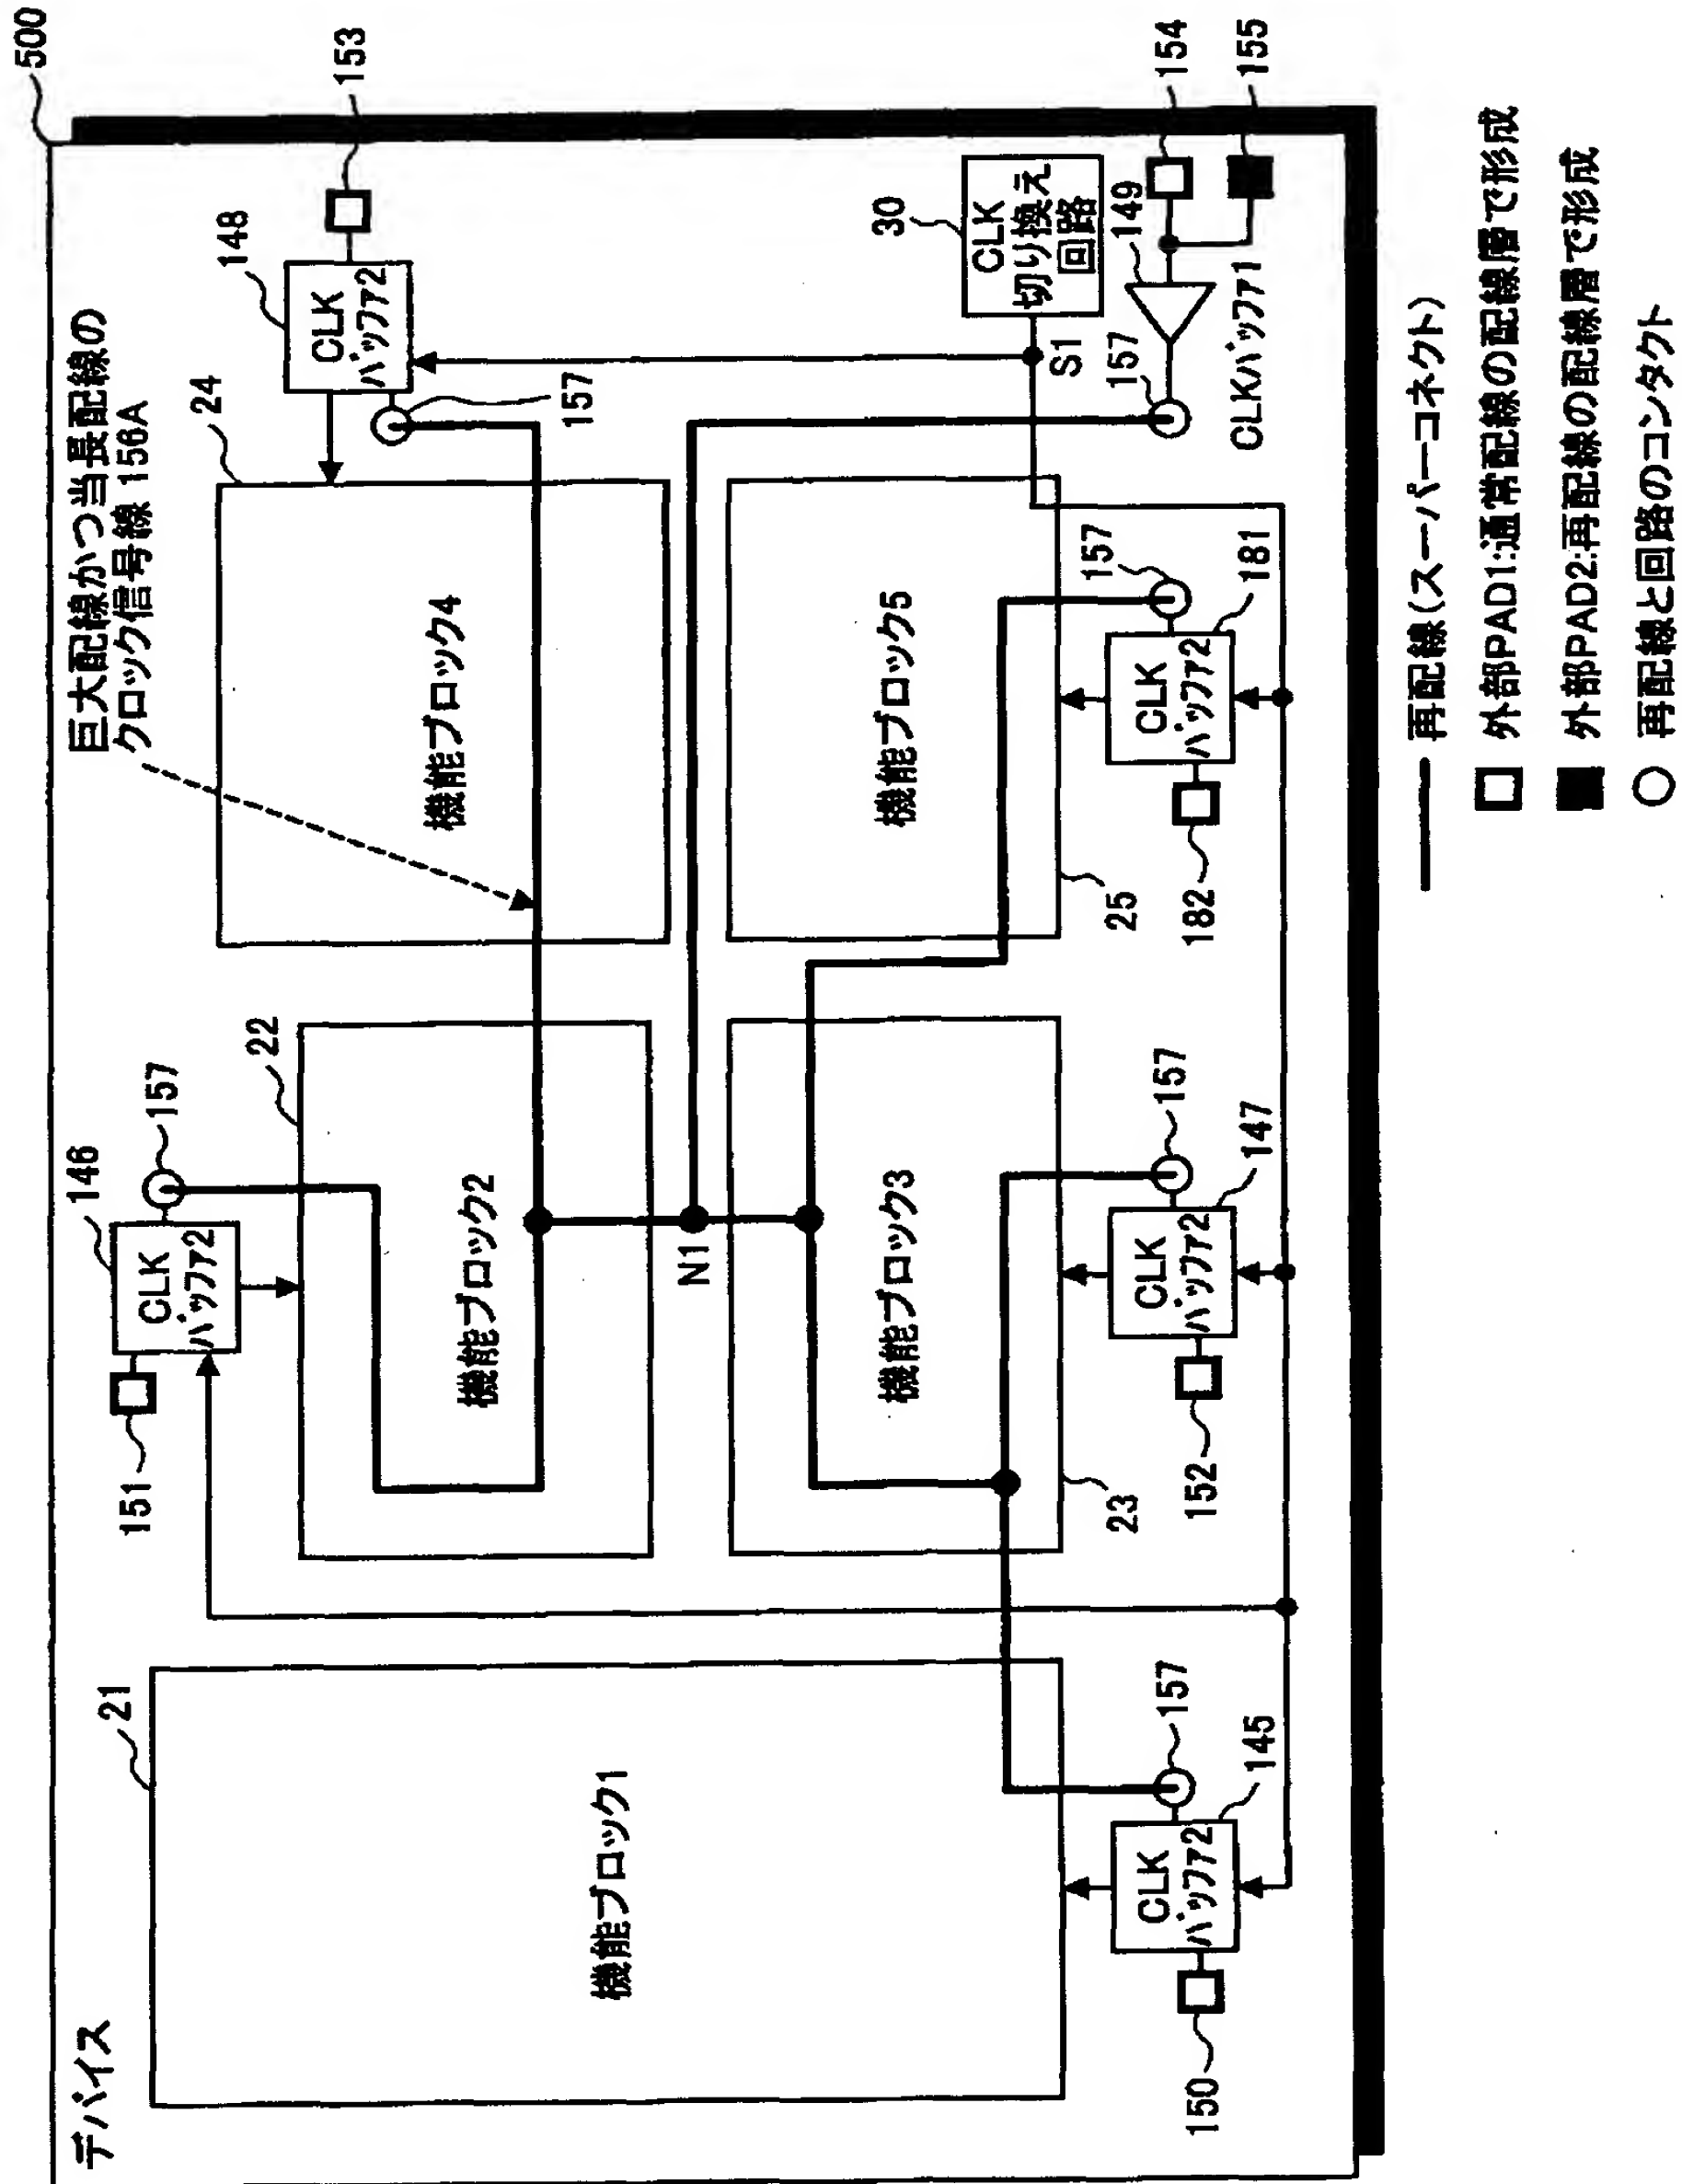 デバイス
500
21
機能ブロック1
146
CLK
バッファ2
151
157
22
機能ブロック2
巨大配線かつ当長配線の
クロック信号線 156A
24
機能ブロック4
148
CLK
バッファ2
153
157
N1
機能ブロック3
23
機能ブロック5
25
30
CLK
切り換え
回路
S1
157
149
154
155
CLKバッファ1
157
CLK
バッファ2
145
150
157
CLK
バッファ2
147
152
157
CLK
バッファ2
181
182
再配線(スーパーコネクト)
外部PAD1:通常配線の配線層で形成
外部PAD2:再配線の配線層で形成
再配線と回路のコンタクト